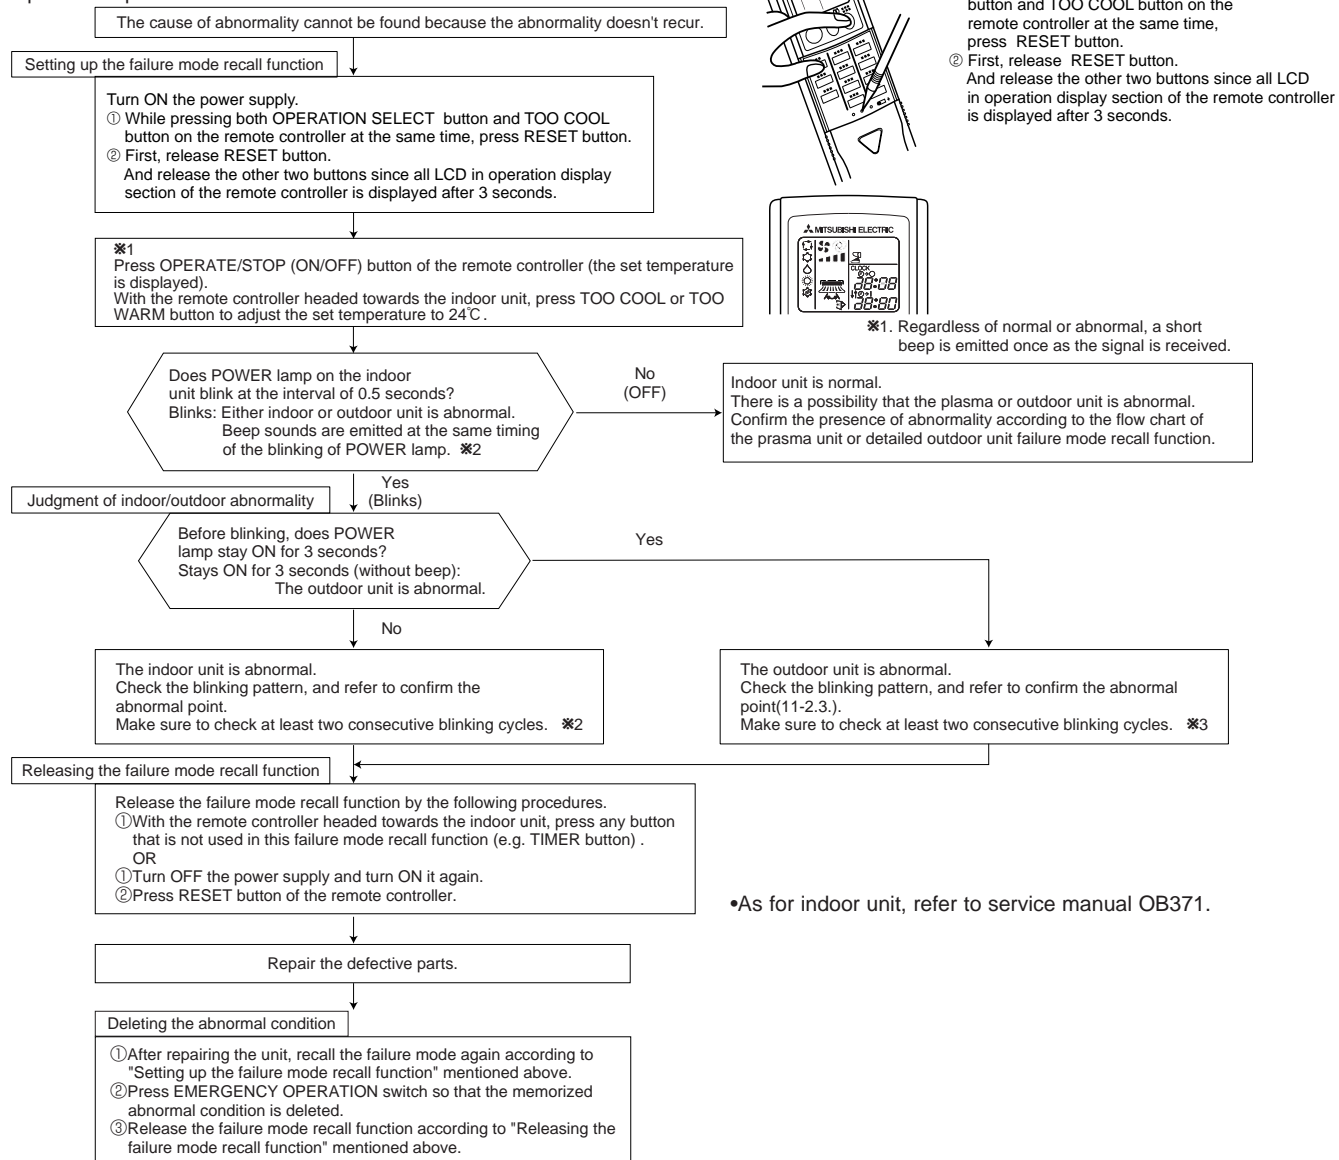 The cause of abnormality cannot be found because the abnormality doesn't recur.
Setting up the failure mode recall function
Turn ON the power supply.
① While pressing both OPERATION SELECT button and TOO COOL
button on the remote controller at the same time, press RESET button.
② First, release RESET button.
And release the other two buttons since all LCD in operation display
section of the remote controller is displayed after 3 seconds.
button and TOO COOL button on the
remote controller at the same time,
press RESET button.
② First, release RESET button.
And release the other two buttons since all LCD
in operation display section of the remote controller
is displayed after 3 seconds.
※1
Press OPERATE/STOP (ON/OFF) button of the remote controller (the set temperature
is displayed).
With the remote controller headed towards the indoor unit, press TOO COOL or TOO
WARM button to adjust the set temperature to 24℃.
MITSUBISHI ELECTRIC
CLOCK
※1. Regardless of normal or abnormal, a short
beep is emitted once as the signal is received.
Does POWER lamp on the indoor
unit blink at the interval of 0.5 seconds?
Blinks: Either indoor or outdoor unit is abnormal.
Beep sounds are emitted at the same timing
of the blinking of POWER lamp. ※2
No
(OFF)
Indoor unit is normal.
There is a possibility that the plasma or outdoor unit is abnormal.
Confirm the presence of abnormality according to the flow chart of
the prasma unit or detailed outdoor unit failure mode recall function.
Yes
(Blinks)
Judgment of indoor/outdoor abnormality
Before blinking, does POWER
lamp stay ON for 3 seconds?
Stays ON for 3 seconds (without beep):
The outdoor unit is abnormal.
Yes
No
The indoor unit is abnormal.
Check the blinking pattern, and refer to confirm the
abnormal point.
Make sure to check at least two consecutive blinking cycles. ※2
The outdoor unit is abnormal.
Check the blinking pattern, and refer to confirm the abnormal
point(11-2.3.).
Make sure to check at least two consecutive blinking cycles. ※3
Releasing the failure mode recall function
Release the failure mode recall function by the following procedures.
①With the remote controller headed towards the indoor unit, press any button
that is not used in this failure mode recall function (e.g. TIMER button) .
OR
①Turn OFF the power supply and turn ON it again.
②Press RESET button of the remote controller.
•As for indoor unit, refer to service manual OB371.
Repair the defective parts.
Deleting the abnormal condition
①After repairing the unit, recall the failure mode again according to
"Setting up the failure mode recall function" mentioned above.
②Press EMERGENCY OPERATION switch so that the memorized
abnormal condition is deleted.
③Release the failure mode recall function according to "Releasing the
failure mode recall function" mentioned above.